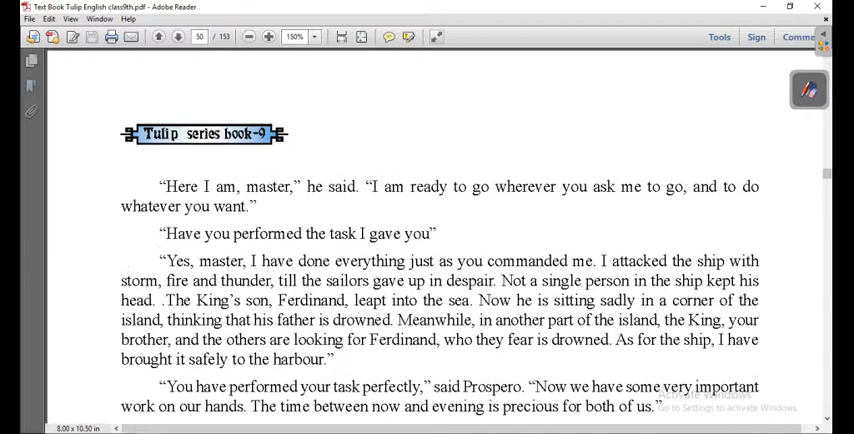 Text Book Tulip English class9th.pdf - Adobe Reader
File Edit View Window Help
50 / 153 150% Tools Sign Comme
Tulip series book-9
“Here I am, master,” he said. “I am ready to go wherever you ask me to go, and to do
whatever you want.”
“Have you performed the task I gave you”
“Yes, master, I have done everything just as you commanded me. I attacked the ship with
storm, fire and thunder, till the sailors gave up in despair. Not a single person in the ship kept his
head. .The King’s son, Ferdinand, leapt into the sea. Now he is sitting sadly in a corner of the
island, thinking that his father is drowned. Meanwhile, in another part of the island, the King, your
brother, and the others are looking for Ferdinand, who they fear is drowned. As for the ship, I have
brought it safely to the harbour.”
“You have performed your task perfectly,” said Prospero. “Now we have some very important
work on our hands. The time between now and evening is precious for both of us.”
Activate Windows
Go to Settings to activate Windows.
8.00 x 10.50 in